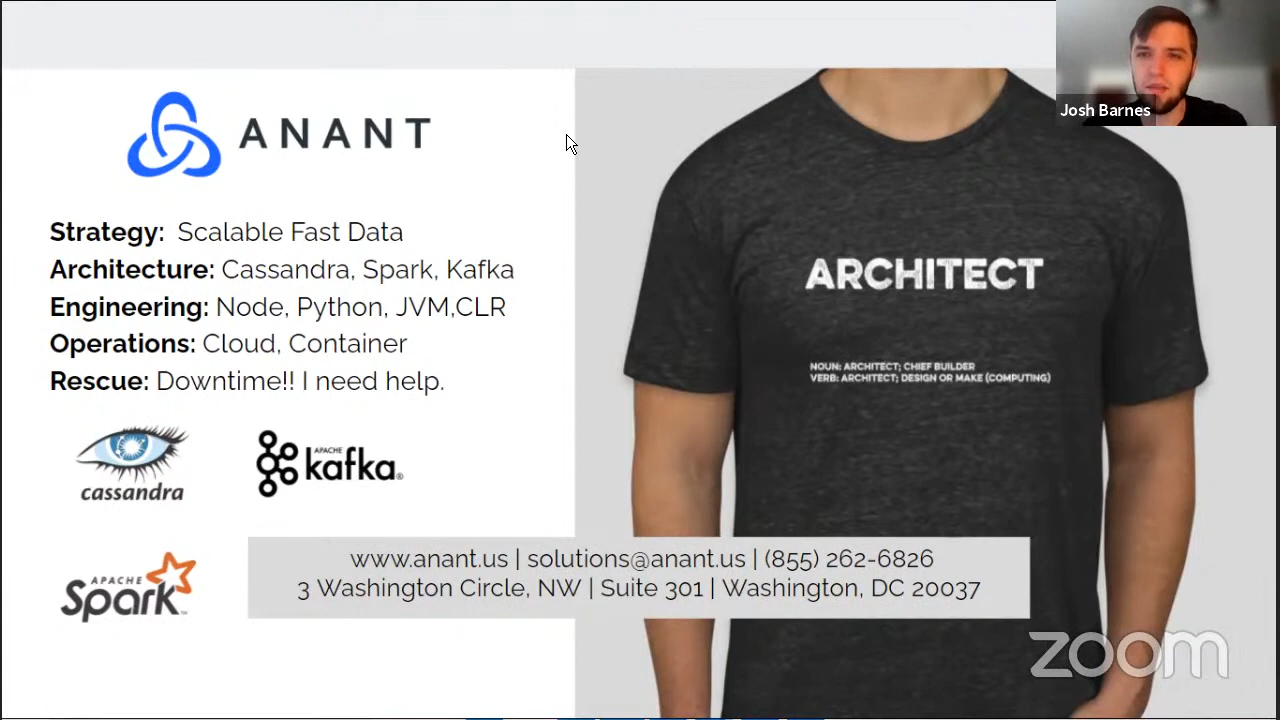 Josh Barnes
ANANT
Strategy: Scalable Fast Data
Architecture: Cassandra, Spark, Kafka
Engineering: Node, Python, JVM,CLR
Operations: Cloud, Container
Rescue: Downtime!! I need help.
ARCHITECT
NOUN: ARCHITECT; CHIEF BUILDER
VERB: ARCHITECT; DESIGN OR MAKE (COMPUTING)
cassandra
APACHE
kafka®
APACHE
Spark™
www.anant.us | solutions@anant.us | (855) 262-6826
3 Washington Circle, NW | Suite 301 | Washington, DC 20037
zoom